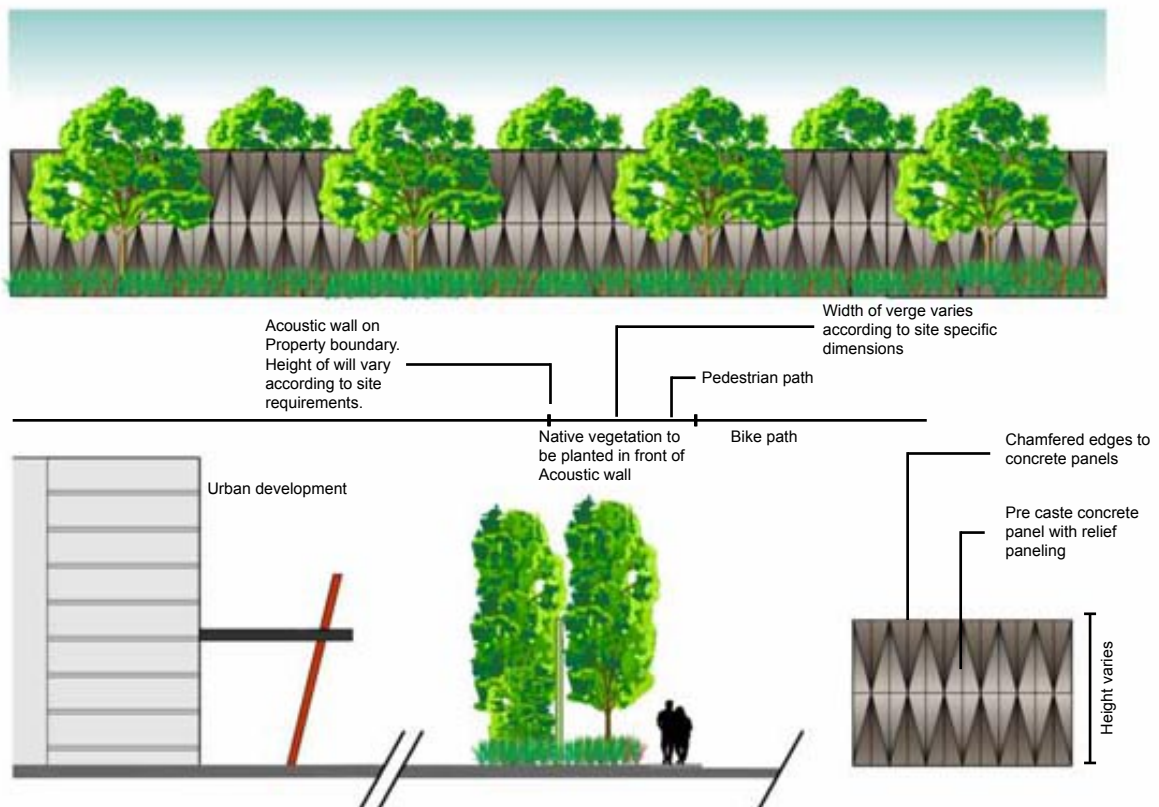 Acoustic wall on
Property boundary.
Height of will vary
according to site
requirements.
Width of verge varies
according to site specific
dimensions
Pedestrian path
Native vegetation to
be planted in front of
Acoustic wall
Bike path
Urban development
Chamfered edges to
concrete panels
Pre caste concrete
panel with relief
paneling
Height varies